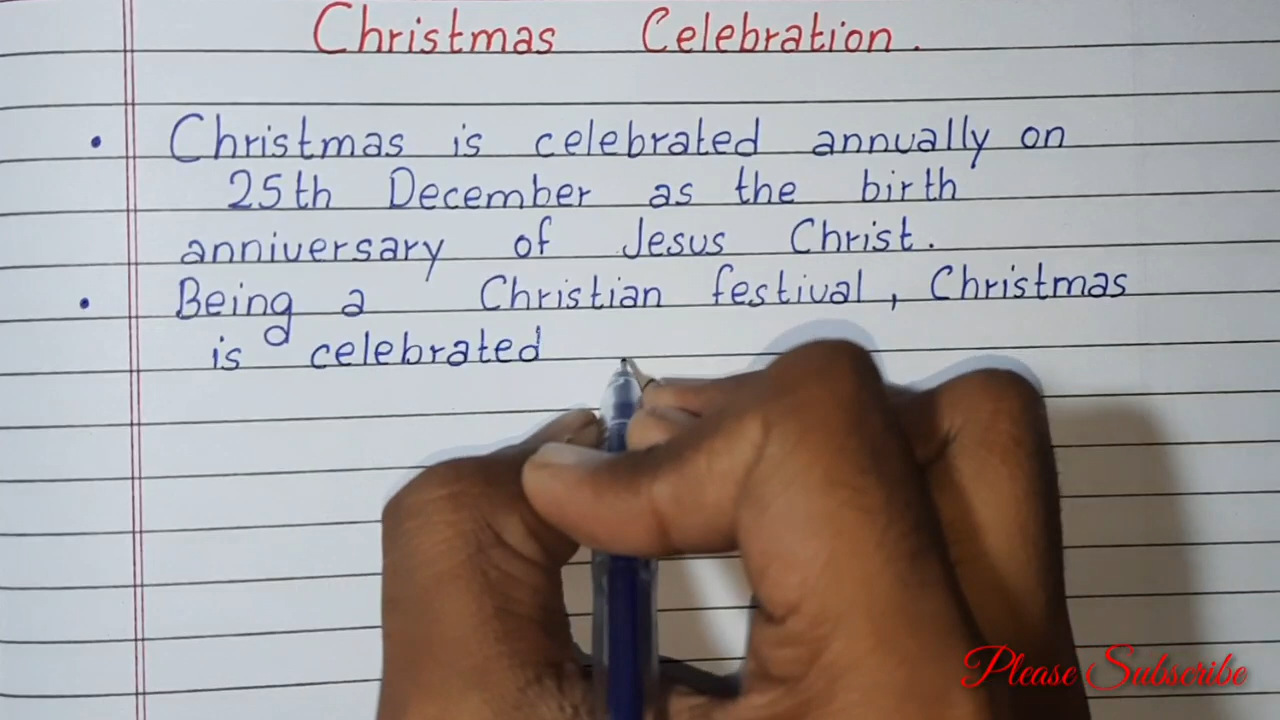 Christmas Celebration.
• Christmas is celebrated annually on
25th December as the birth
anniversary of Jesus Christ.
• Being a Christian festival, Christmas
is celebrated
Please Subscribe